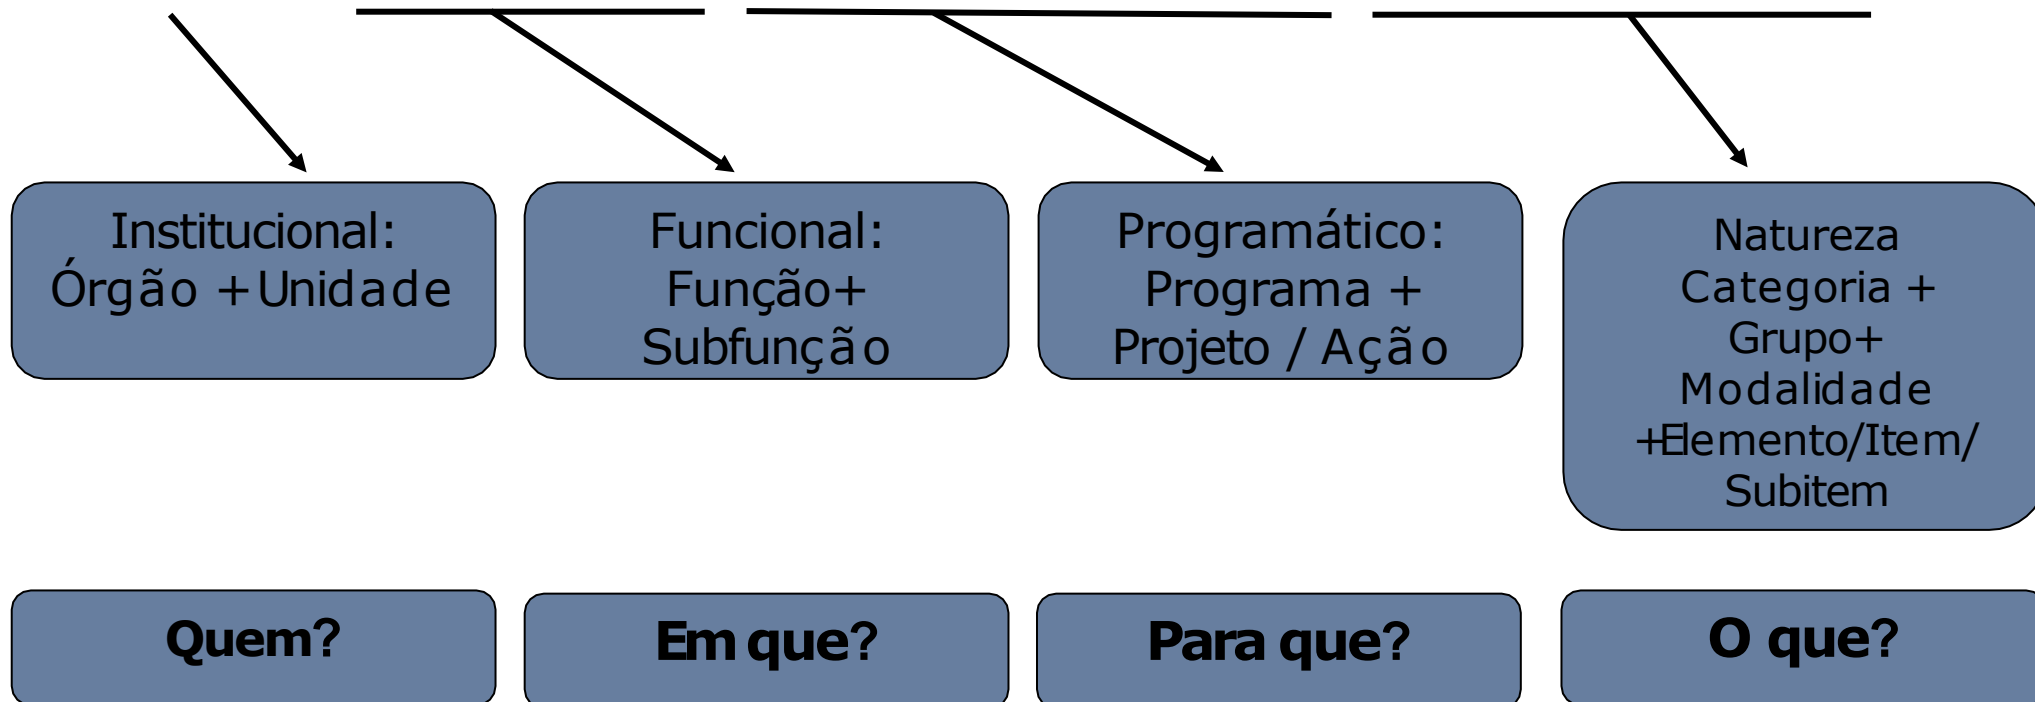 Institucional:
Órgão + Unidade
Funcional:
Função+
Subfunção
Programático:
Programa +
Projeto / Ação
Natureza
Categoria +
Grupo+
Modalidade
+Elemento/Item/
Subitem
Quem?
Em que?
Para que?
O que?